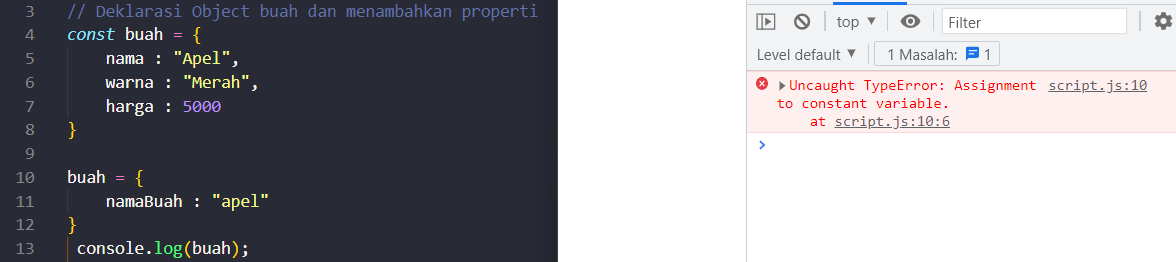 3 // Deklarasi Object buah dan menambahkan properti
4 const buah = {
5 nama : "Apel",
6 warna : "Merah",
7 harga : 5000
8 }
9
10 buah = {
11 namaBuah : "apel"
12 }
13 console.log(buah);
top ▼ Filter
Level default ▼ 1 Masalah: 1
▶Uncaught TypeError: Assignment script.js:10
to constant variable.
at script.js:10:6